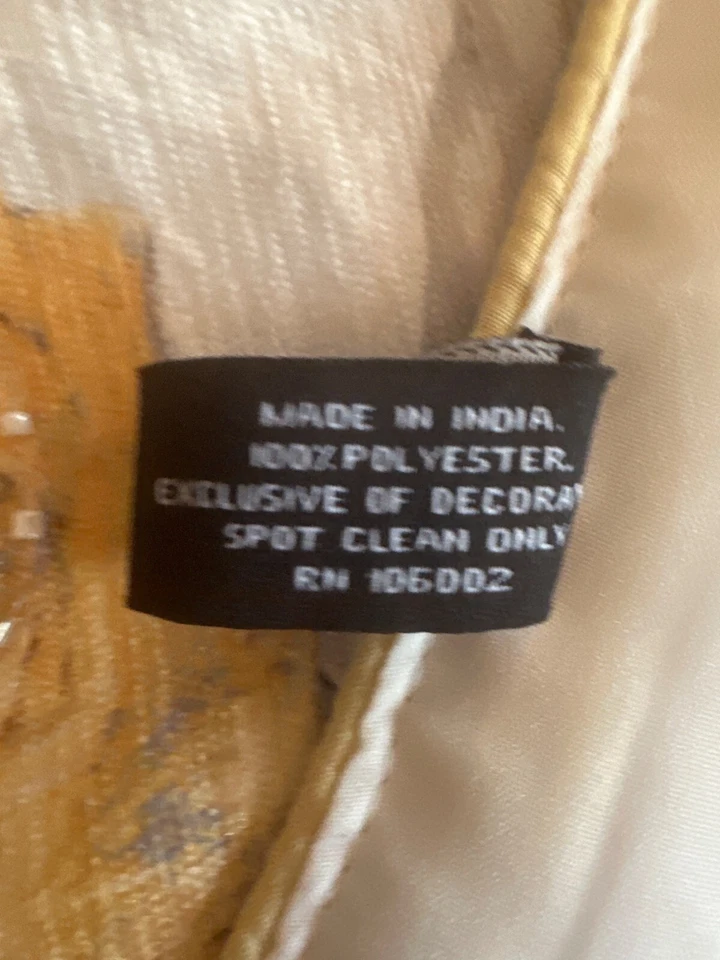 MADE IN INDIA.
100% POLYESTER.
EXCLUSIVE OF DECORA
SPOT CLEAN ONLY
RN 106002